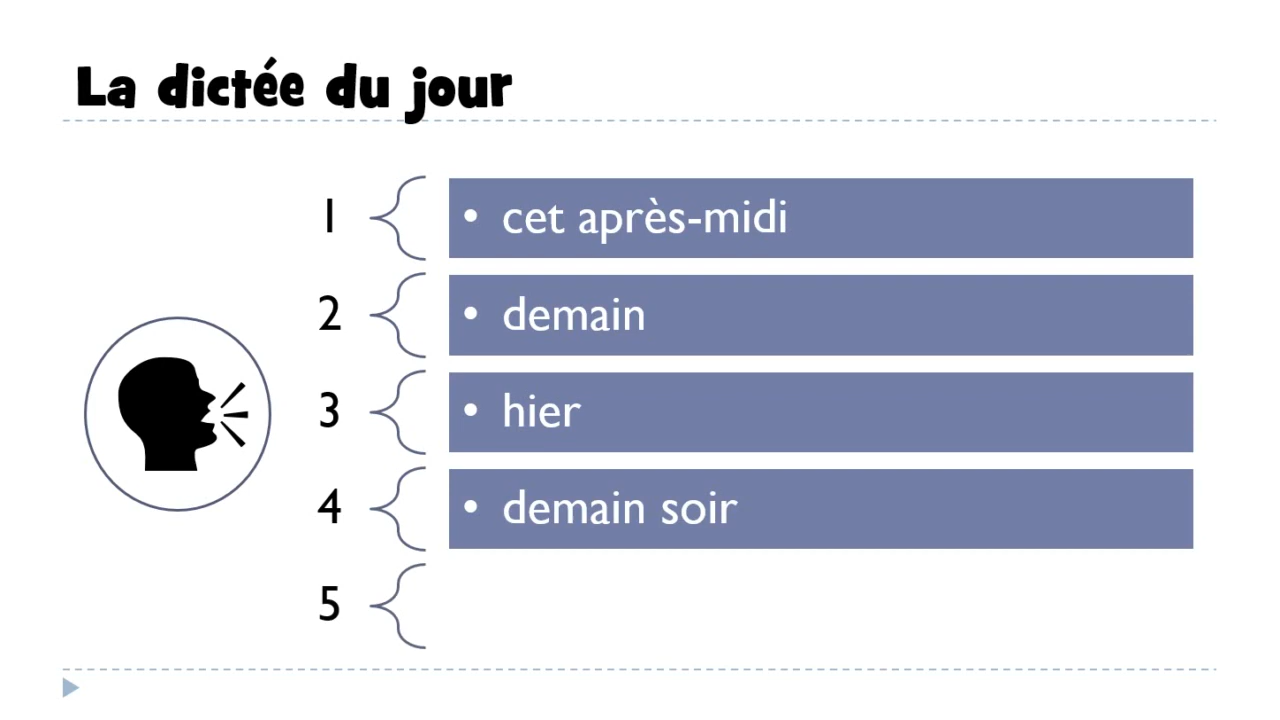 La dictée du jour
1 • cet après-midi
2 • demain
3 • hier
4 • demain soir
5